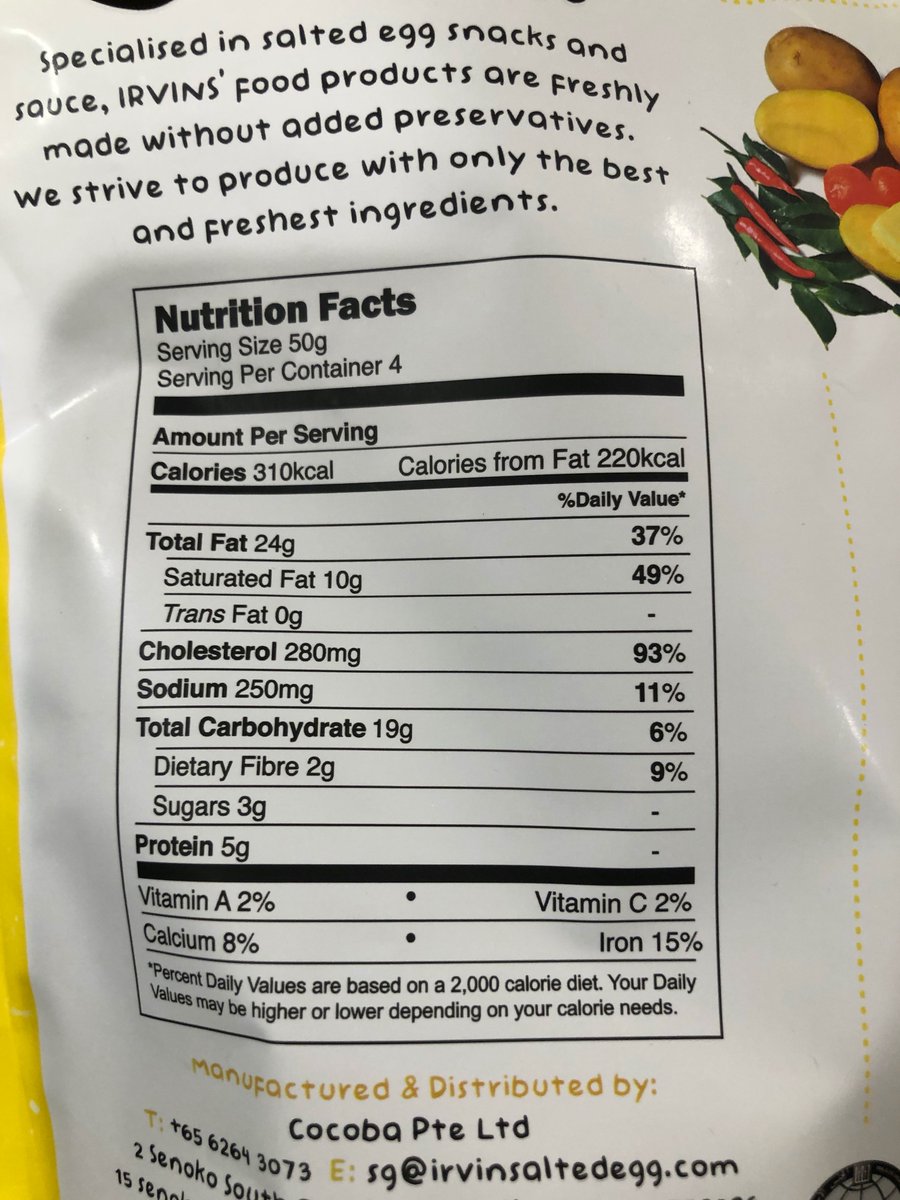 Specialised in salted egg snacks and
sauce, IRVINS' food products are freshly
made without added preservatives.
We strive to produce with only the best
and freshest ingredients.
Nutrition Facts
Serving Size 50g
Serving Per Container 4
Amount Per Serving
Calories 310kcal Calories from Fat 220kcal
%Daily Value*
Total Fat 24g 37%
Saturated Fat 10g 49%
Trans Fat 0g -
Cholesterol 280mg 93%
Sodium 250mg 11%
Total Carbohydrate 19g 6%
Dietary Fibre 2g 9%
Sugars 3g -
Protein 5g -
Vitamin A 2% • Vitamin C 2%
Calcium 8% • Iron 15%
*Percent Daily Values are based on a 2,000 calorie diet. Your Daily
Values may be higher or lower depending on your calorie needs.
Manufactured & Distributed by:
Cocoba Pte Ltd
T: +65 6264 3073 E: sg@irvinsaltedegg.com
2 Senoko South
15